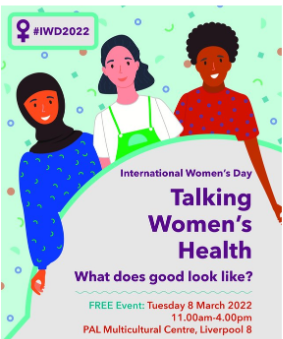 #IWD2022
International Women's Day
Talking
Women's
Health
What does good look like?
FREE Event: Tuesday 8 March 2022
11.00am-4.00pm
PAL Multicultural Centre, Liverpool 8